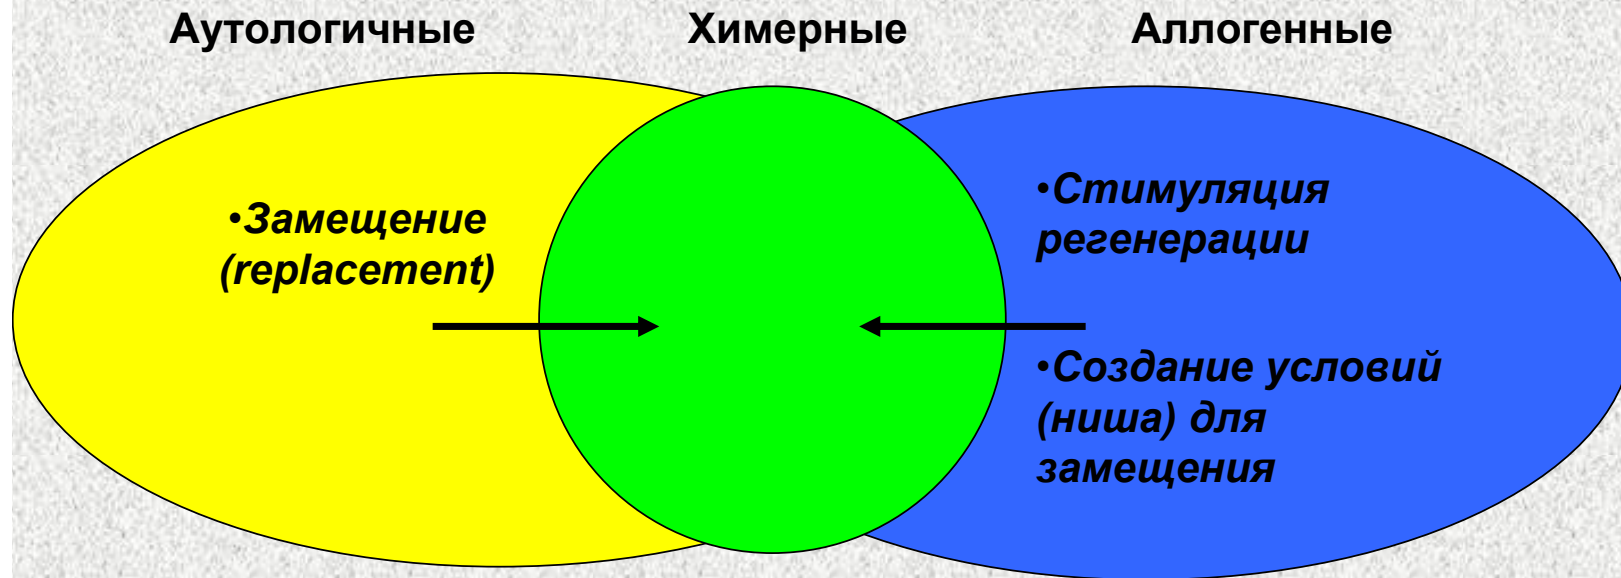 Аутологичные
Химерные
Аллогенные
•Замещение
(replacement)
•Стимуляция
регенерации
•Создание условий
(ниша) для
замещения